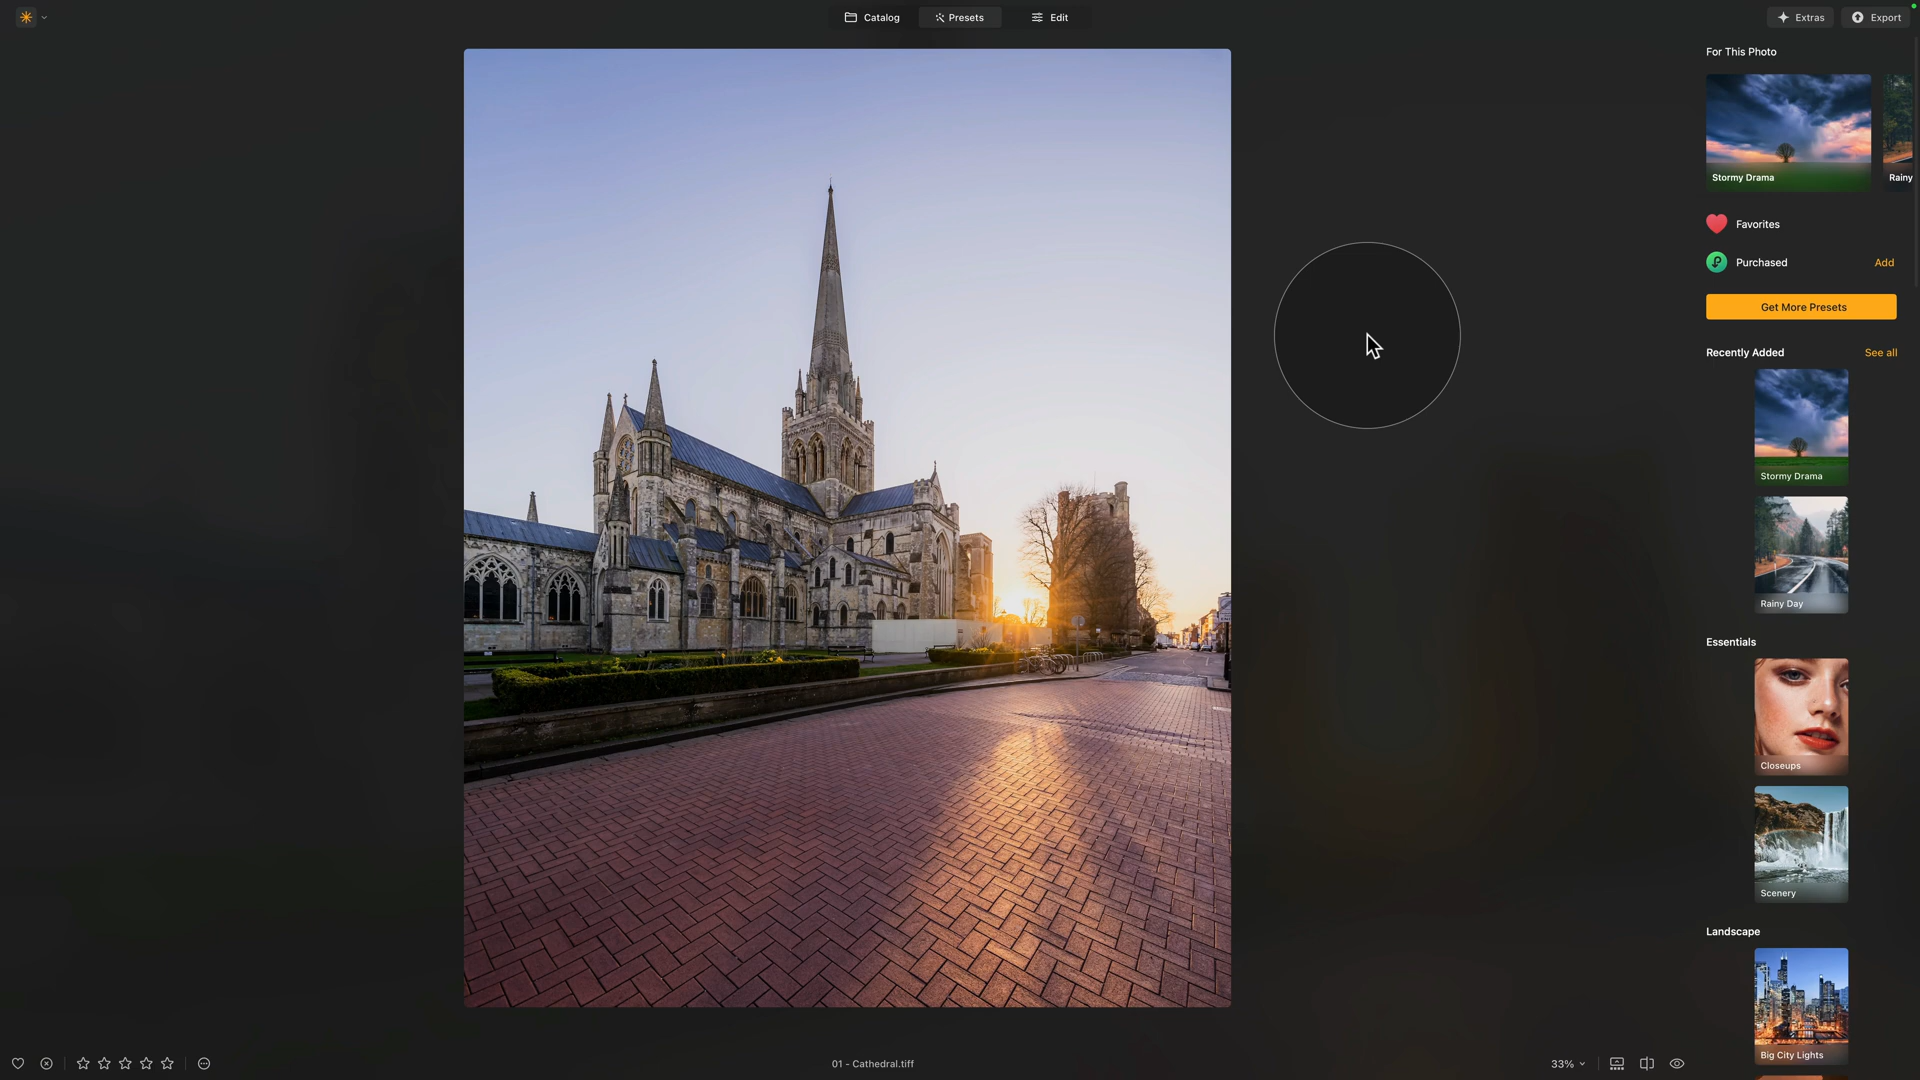 Catalog
Presets
Edit
Extras
Export
For This Photo
Stormy Drama
Rainy
Favorites
Purchased
Add
Get More Presets
Recently Added
See all
Stormy Drama
Rainy Day
Essentials
Closeups
Scenery
Landscape
Big City Lights
01 - Cathedral.tiff
33%